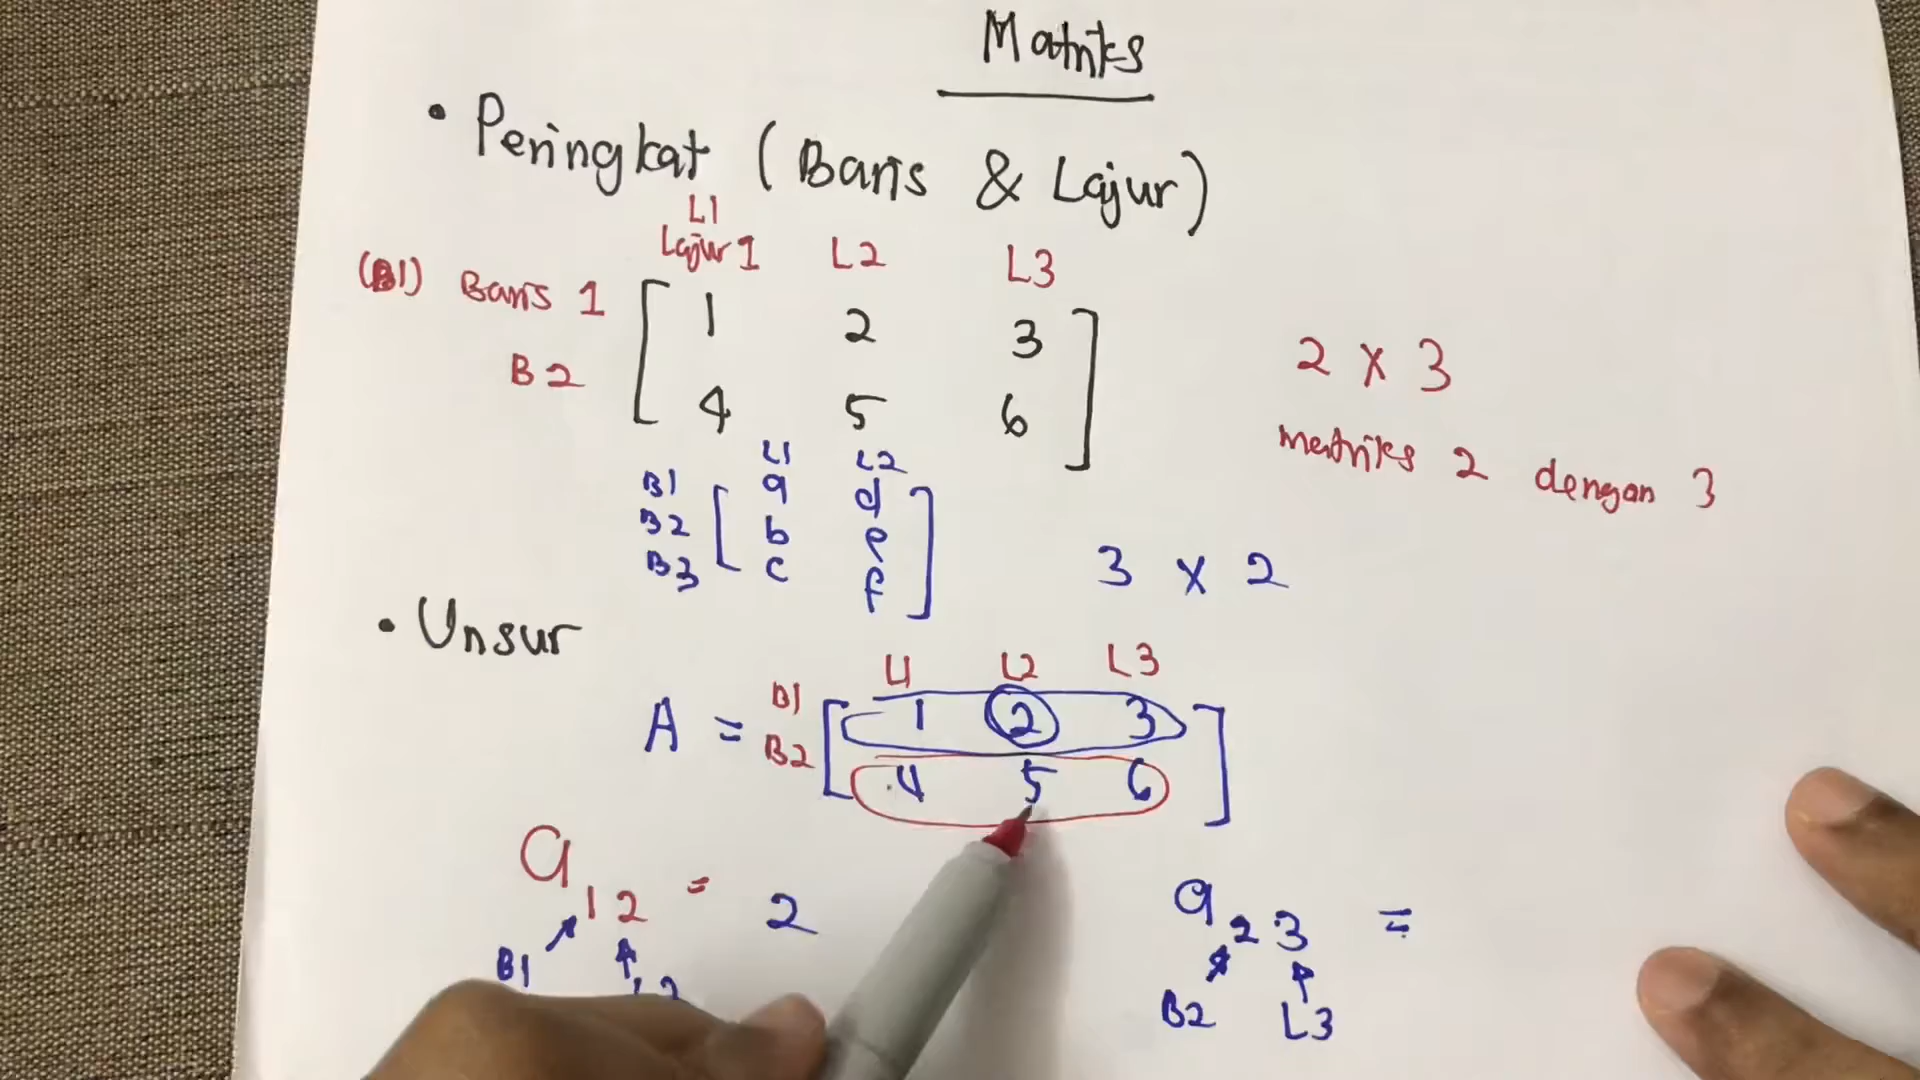 Matriks
• Peringkat (Baris & Lajur)
L1
Lajur 1 L2 L3
(B1) Baris 1 [ 1 2 3 ]
B2 [ 4 5 6 ]
2 x 3
matriks 2 dengan 3
L1 L2
B1 [ a d ]
B2 [ b e ]
B3 [ c f ]
3 x 2
• Unsur
L1 L2 L3
A = B1 [ 1 2 3 ]
B2 [ 4 5 6 ]
a12 = 2
B1
a23 =
B2 L3